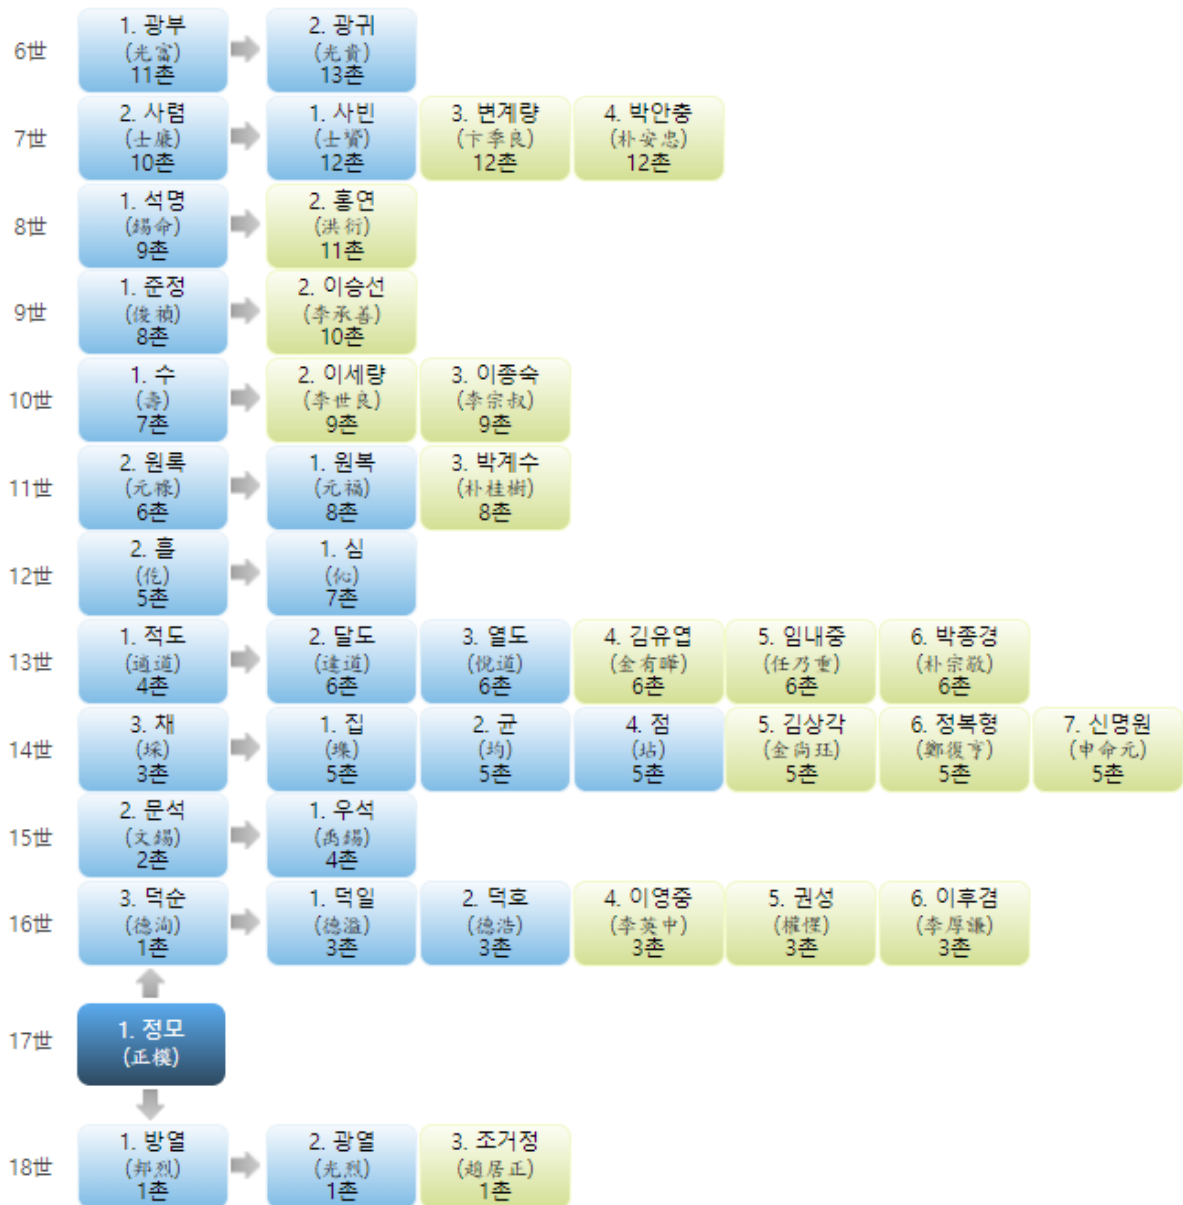 6世
1. 광부
(光富)
11촌
2. 광귀
(光貴)
13촌
7世
2. 사렴
(士廉)
10촌
1. 사빈
(士贇)
12촌
3. 변계량
(卞季良)
12촌
4. 박안충
(朴安忠)
12촌
8世
1. 석명
(錫命)
9촌
2. 홍연
(洪衍)
11촌
9世
1. 준정
(俊禎)
8촌
2. 이승선
(李承善)
10촌
10世
1. 수
(壽)
7촌
2. 이세량
(李世良)
9촌
3. 이종숙
(李宗叔)
9촌
11世
2. 원록
(元祿)
6촌
1. 원복
(元福)
8촌
3. 박계수
(朴桂樹)
8촌
12世
2. 흘
(仡)
5촌
1. 심
(伈)
7촌
13世
1. 적도
(適道)
4촌
2. 달도
(達道)
6촌
3. 열도
(悅道)
6촌
4. 김유엽
(金有曄)
6촌
5. 임내중
(任乃重)
6촌
6. 박종경
(朴宗敬)
6촌
14世
3. 채
(埰)
3촌
1. 집
(㙫)
5촌
2. 균
(均)
5촌
4. 점
(坫)
5촌
5. 김상각
(金尙珏)
5촌
6. 정복형
(鄭復亨)
5촌
7. 신명원
(申命元)
5촌
15世
2. 문석
(文錫)
2촌
1. 우석
(禹錫)
4촌
16世
3. 덕순
(德洵)
1촌
1. 덕일
(德溢)
3촌
2. 덕호
(德浩)
3촌
4. 이영중
(李英中)
3촌
5. 권성
(權惺)
3촌
6. 이후겸
(李厚謙)
3촌
17世
1. 정모
(正模)
18世
1. 방열
(邦烈)
1촌
2. 광열
(光烈)
1촌
3. 조거정
(趙居正)
1촌